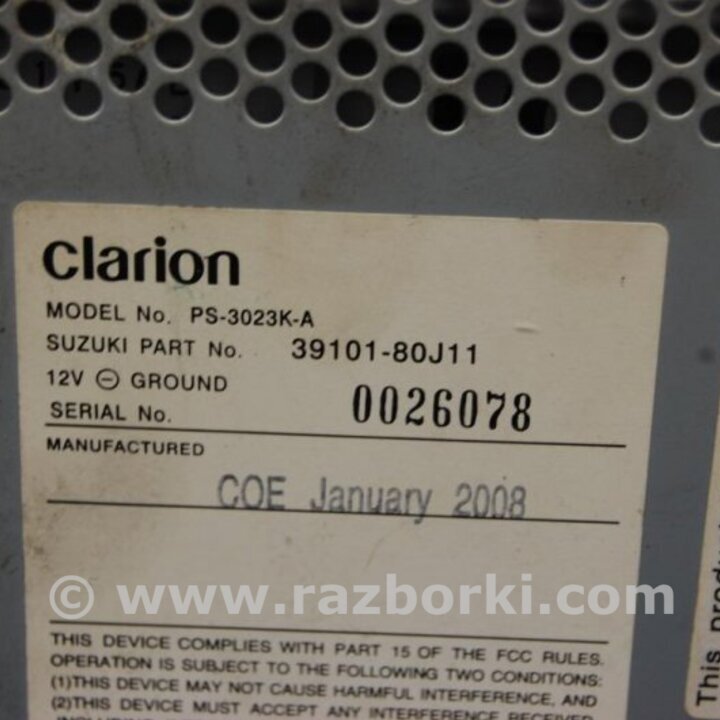 clarion
MODEL No. PS-3023K-A
SUZUKI PART No. 39101-80J11
12V ⊖ GROUND
SERIAL No. 0026078
MANUFACTURED
COE January 2008
© www.razborki.com
THIS DEVICE COMPLIES WITH PART 15 OF THE FCC RULES.
OPERATION IS SUBJECT TO THE FOLLOWING TWO CONDITIONS:
(1)THIS DEVICE MAY NOT CAUSE HARMFUL INTERFERENCE, AND
(2)THIS DEVICE MUST ACCEPT ANY INTERFERENCE RECEIVED,
This